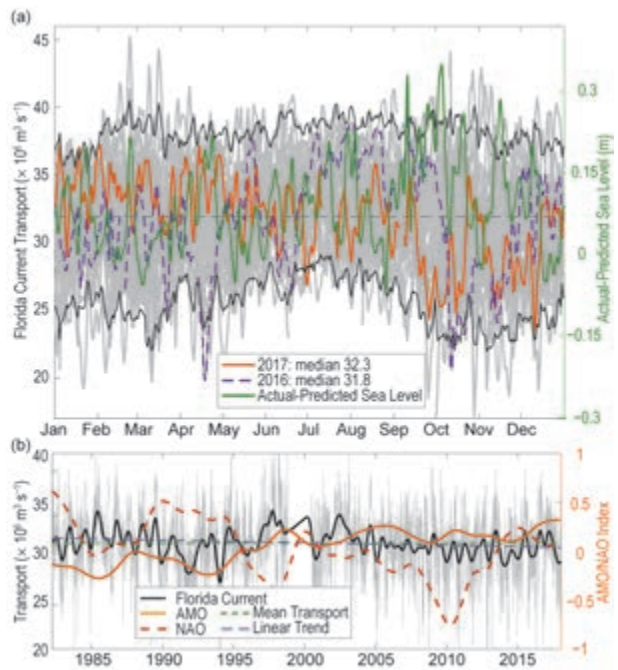 (a)
45
40
35
30
25
20
Florida Current Transport (× 10⁶ m³ s⁻¹)
0.3
0.15
0
−0.15
−0.3
Actual-Predicted Sea Level (m)
2017: median 32.3
2016: median 31.8
Actual-Predicted Sea Level
Jan Feb Mar Apr May Jun Jul Aug Sep Oct Nov Dec
(b)
40
35
30
25
20
Transport (× 10⁶ m³ s⁻¹)
1
0.5
0
−0.5
−1
AMO/NAO Index
Florida Current
AMO Mean Transport
NAO Linear Trend
1985 1990 1995 2000 2005 2010 2015